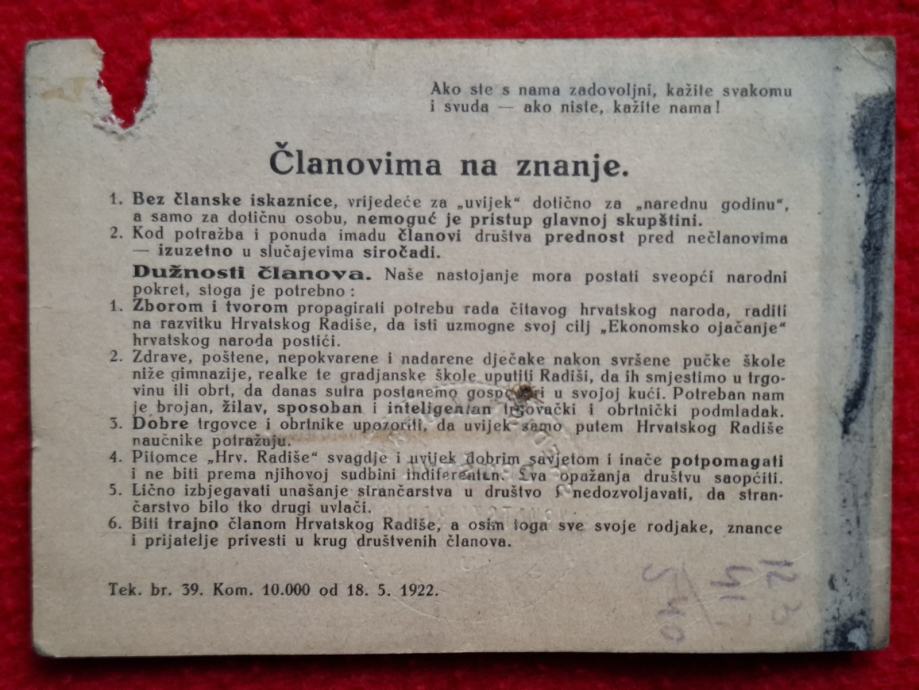 Ako ste s nama zadovoljni, kažite svakomu
i svuda — ako niste, kažite nama!
Članovima na znanje.
1. Bez članske iskaznice, vrijedeće za „uvijek“ dotično za „narednu godinu“,
a samo za dotičnu osobu, nemoguć je pristup glavnoj skupštini.
2. Kod potražba i ponuda imadu članovi društva prednost pred nečlanovima
— izuzetno u slučajevima siročadi.
Dužnosti članova. Naše nastojanje mora postati sveopći narodni
pokret, stoga je potrebno:
1. Zborom i tvorom propagirati potrebu rada čitavog hrvatskog naroda, raditi
na razvitku Hrvatskog Radiše, da isti uzmogne svoj cilj „Ekonomsko ojačanje“
hrvatskog naroda postići.
2. Zdrave, poštene, nepokvarene i nadarene dječake nakon svršene pučke škole
niže gimnazije, realke te gradjanske škole uputiti Radiši, da ih smjestimo u trgo-
vinu ili obrt, da danas sutra postanemo gospodari u svojoj kući. Potreban nam
je brojan, žilav, sposoban i inteligentan trgovački i obrtnički podmladak.
3. Dobre trgovce i obrtnike upozoriti, da uvijek samo putem Hrvatskog Radiše
naučnike potražuju.
4. Pitomce „Hrv. Radiše“ svagdje i uvijek dobrim savjetom i inače potpomagati
i ne biti prema njihovoj sudbini indiferentan. Sva opažanja društvu saopćiti.
5. Lično izbjegavati unašanje strančarstva u društvo i nedozvoljavati, da stran-
čarstvo bilo tko drugi uvlači.
6. Biti trajno članom Hrvatskog Radiše, a osim toga sve svoje rodjake, znance
i prijatelje privesti u krug društvenih članova.
Tek. br. 39. Kom. 10.000 od 18. 5. 1922.